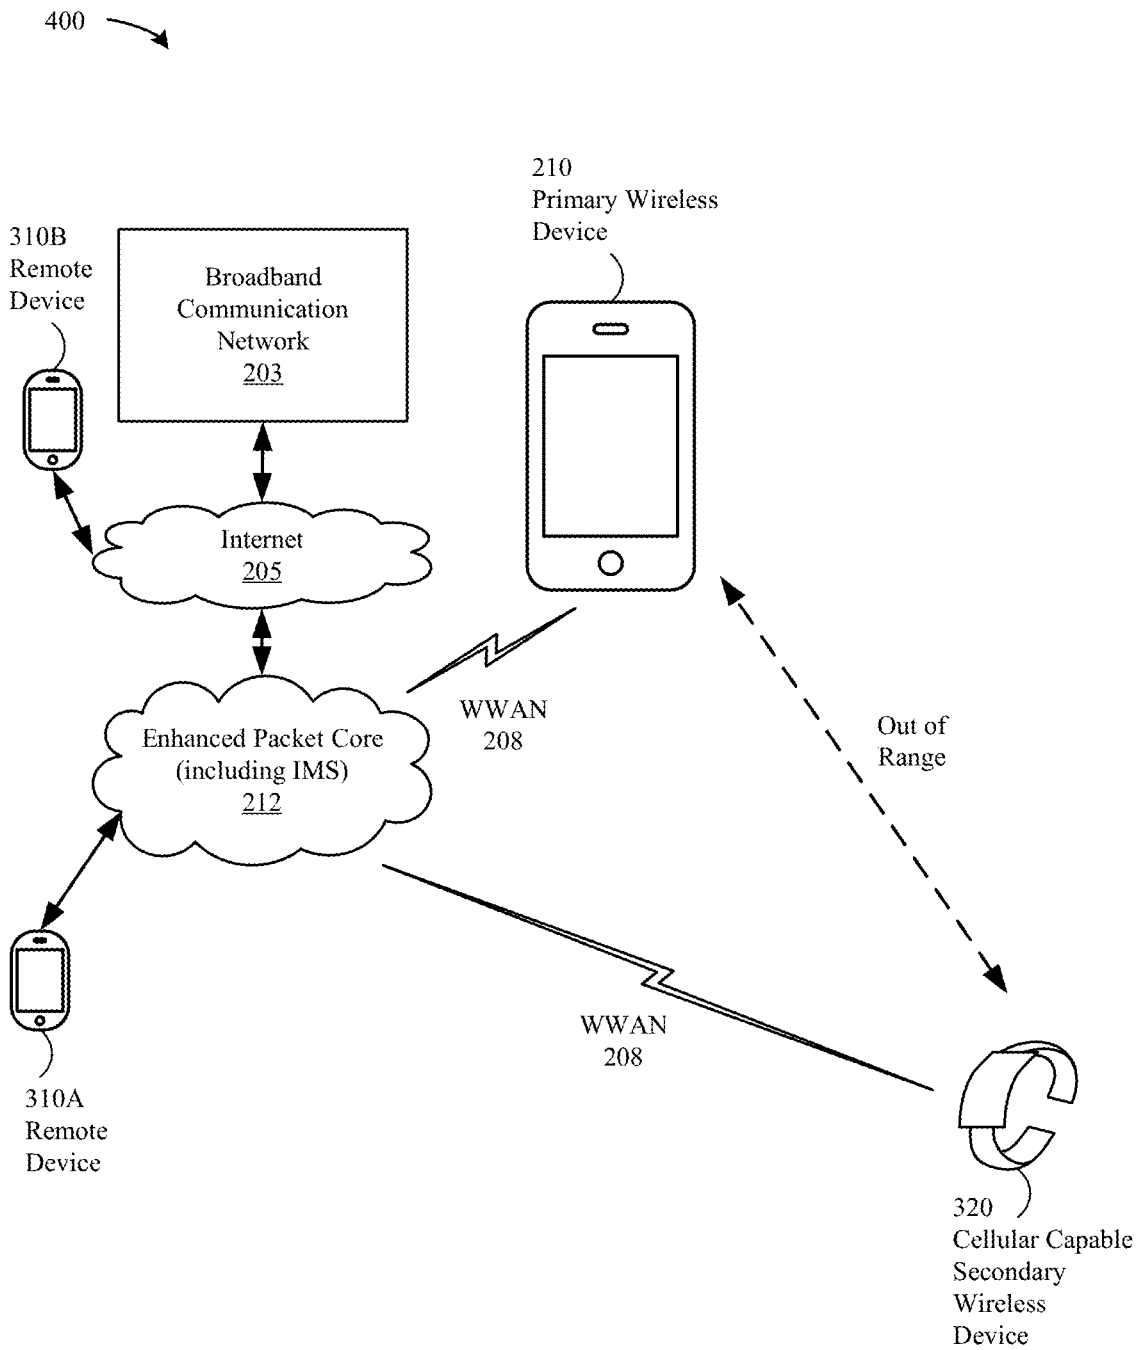 400
210
Primary Wireless
Device
310B
Remote
Device
Broadband
Communication
Network
203
Internet
205
WWAN
208
Enhanced Packet Core
(including IMS)
212
Out of
Range
WWAN
208
310A
Remote
Device
320
Cellular Capable
Secondary
Wireless
Device